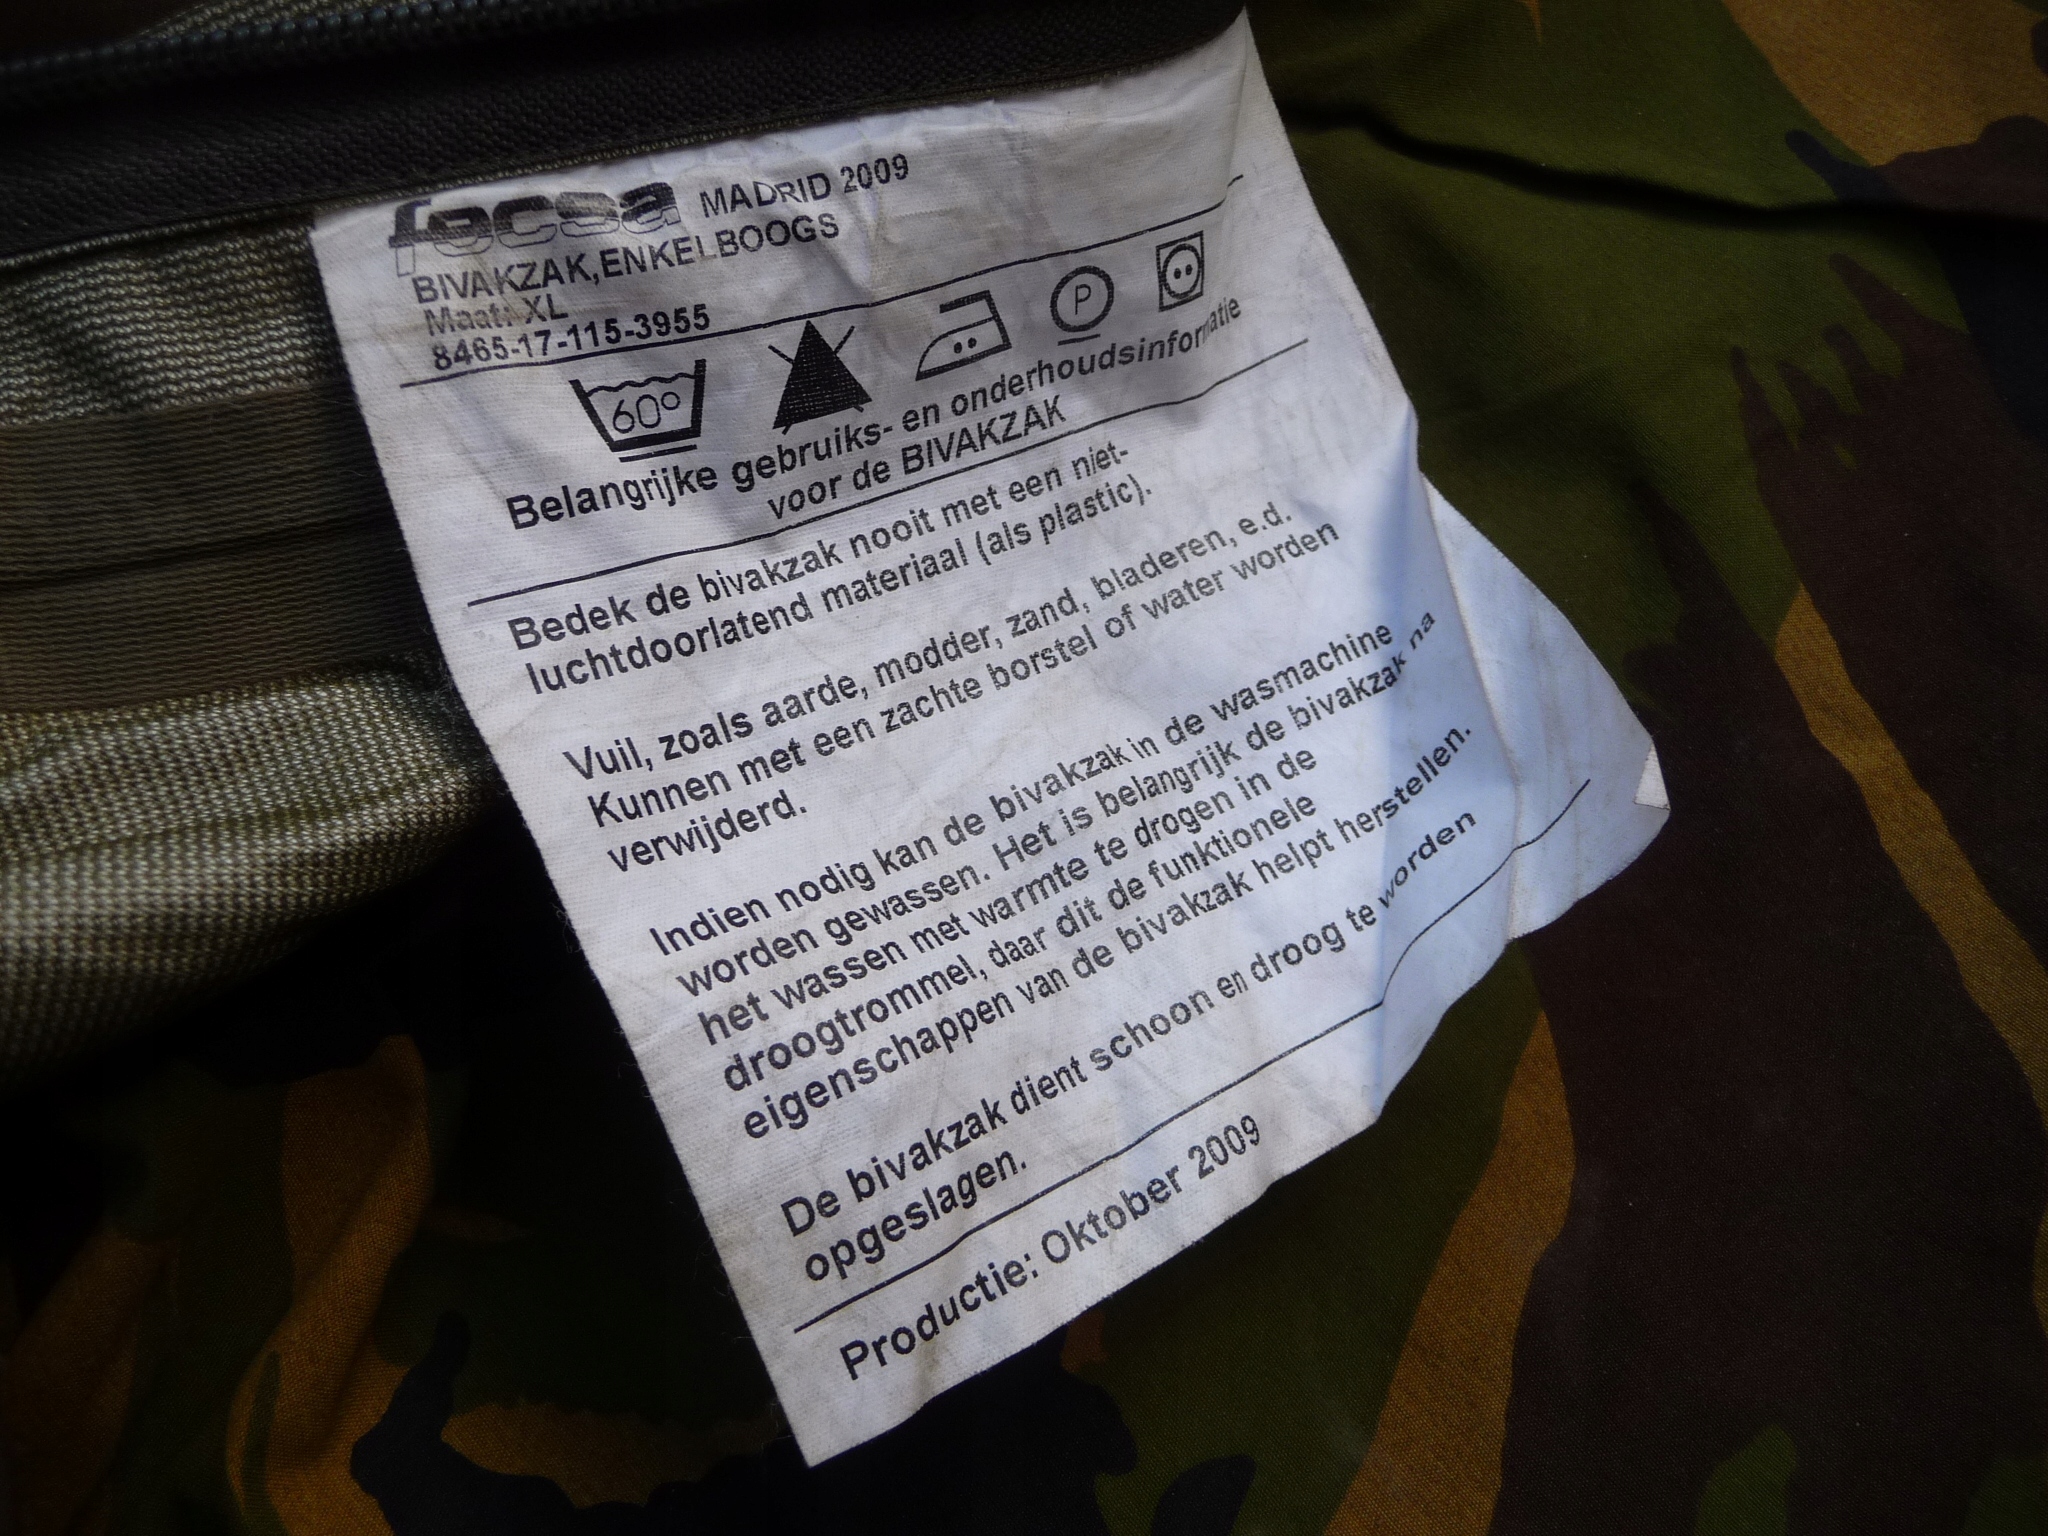 fecsa MADRID 2009
BIVAKZAK,ENKELBOOGS
Maat: XL
8465-17-115-3955
60º P
Belangrijke gebruiks- en onderhoudsinformatie
voor de BIVAKZAK
Bedek de bivakzak nooit met een niet-
luchtdoorlatend materiaal (als plastic).
Vuil, zoals aarde, modder, zand, bladeren, e.d.
Kunnen met een zachte borstel of water worden
verwijderd.
Indien nodig kan de bivakzak in de wasmachine
worden gewassen. Het is belangrijk de bivakzak na
het wassen met warmte te drogen in de
droogtrommel, daar dit de funktionele
eigenschappen van de bivakzak helpt herstellen.
De bivakzak dient schoon en droog te worden
opgeslagen.
Productie: Oktober 2009